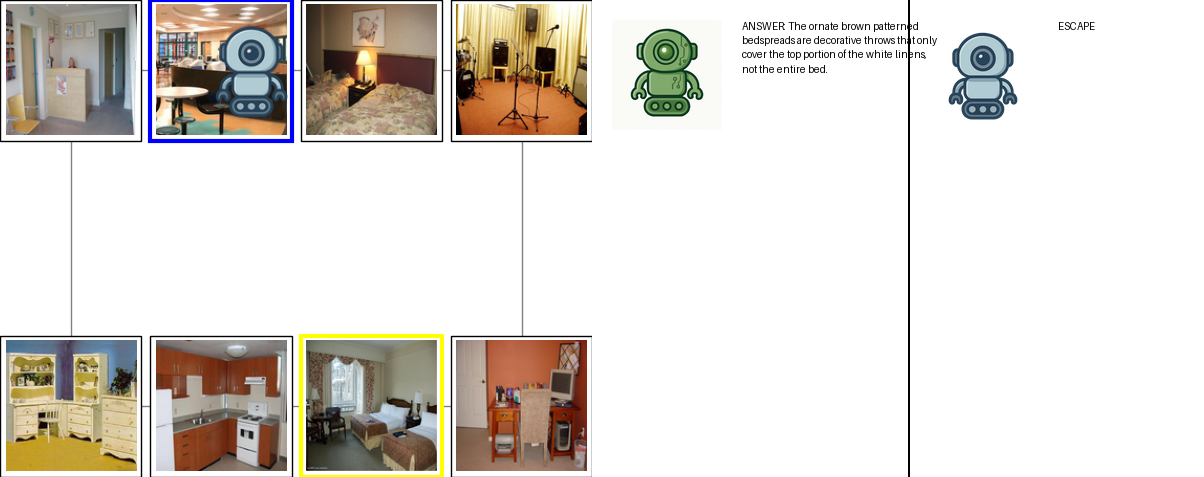 ANSWER: The ornate brown patterned
bedspreads are decorative throws that only
cover the top portion of the white linens,
not the entire bed.
ESCAPE